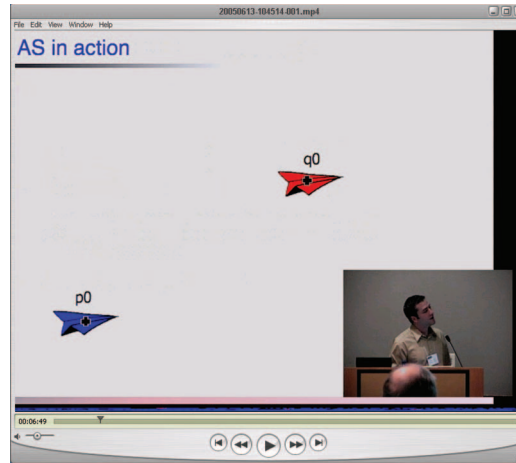 20050613-104514-001.mp4
File Edit View Window Help
AS in action
q0
p0
00:06:49